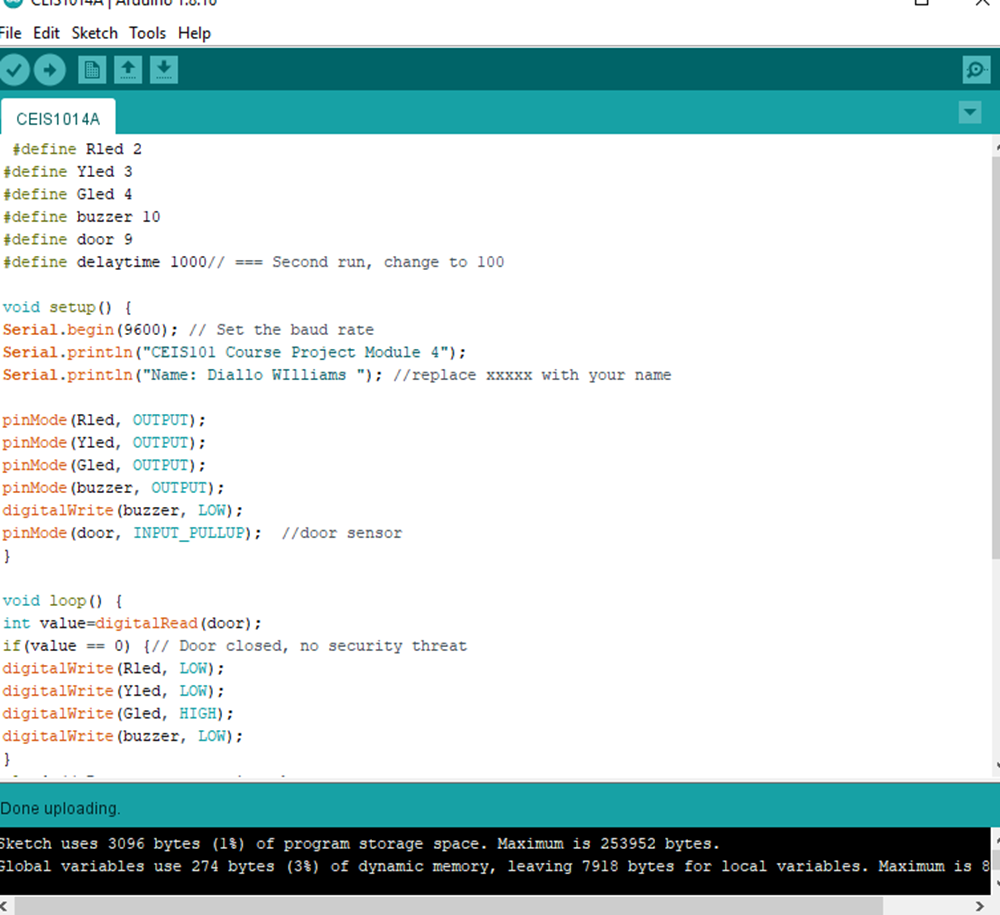 CEIS1014A | Arduino 1.8.16
File Edit Sketch Tools Help
CEIS1014A
#define Rled 2
#define Yled 3
#define Gled 4
#define buzzer 10
#define door 9
#define delaytime 1000// === Second run, change to 100
void setup() {
Serial.begin(9600); // Set the baud rate
Serial.println("CEIS101 Course Project Module 4");
Serial.println("Name: Diallo WIlliams "); //replace xxxxx with your name
pinMode(Rled, OUTPUT);
pinMode(Yled, OUTPUT);
pinMode(Gled, OUTPUT);
pinMode(buzzer, OUTPUT);
digitalWrite(buzzer, LOW);
pinMode(door, INPUT_PULLUP);  //door sensor
}
void loop() {
int value=digitalRead(door);
if(value == 0) {// Door closed, no security threat
digitalWrite(Rled, LOW);
digitalWrite(Yled, LOW);
digitalWrite(Gled, HIGH);
digitalWrite(buzzer, LOW);
}
Done uploading.
Sketch uses 3096 bytes (1%) of program storage space. Maximum is 253952 bytes.
Global variables use 274 bytes (3%) of dynamic memory, leaving 7918 bytes for local variables. Maximum is 8